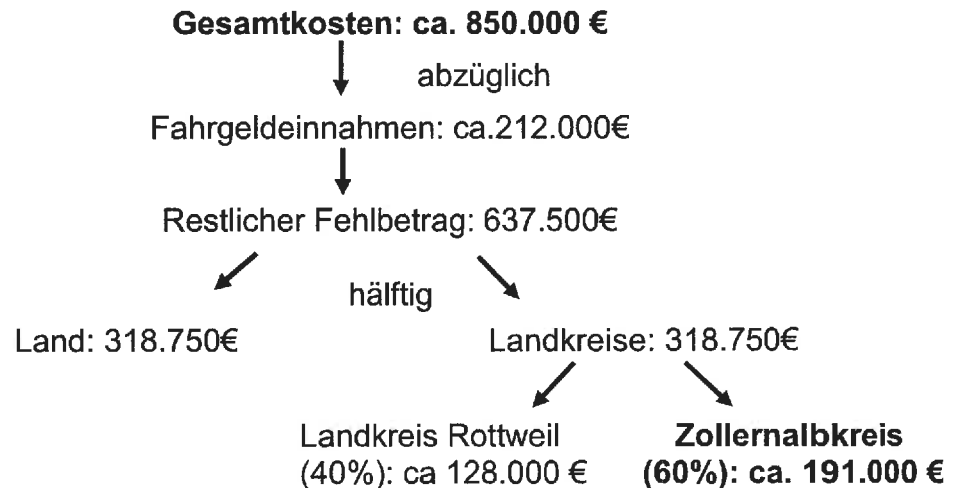 Gesamtkosten: ca. 850.000 €
abzüglich
Fahrgeldeinnahmen: ca.212.000€
Restlicher Fehlbetrag: 637.500€
hälftig
Land: 318.750€
Landkreise: 318.750€
Landkreis Rottweil
(40%): ca 128.000 €
Zollernalbkreis
(60%): ca. 191.000 €